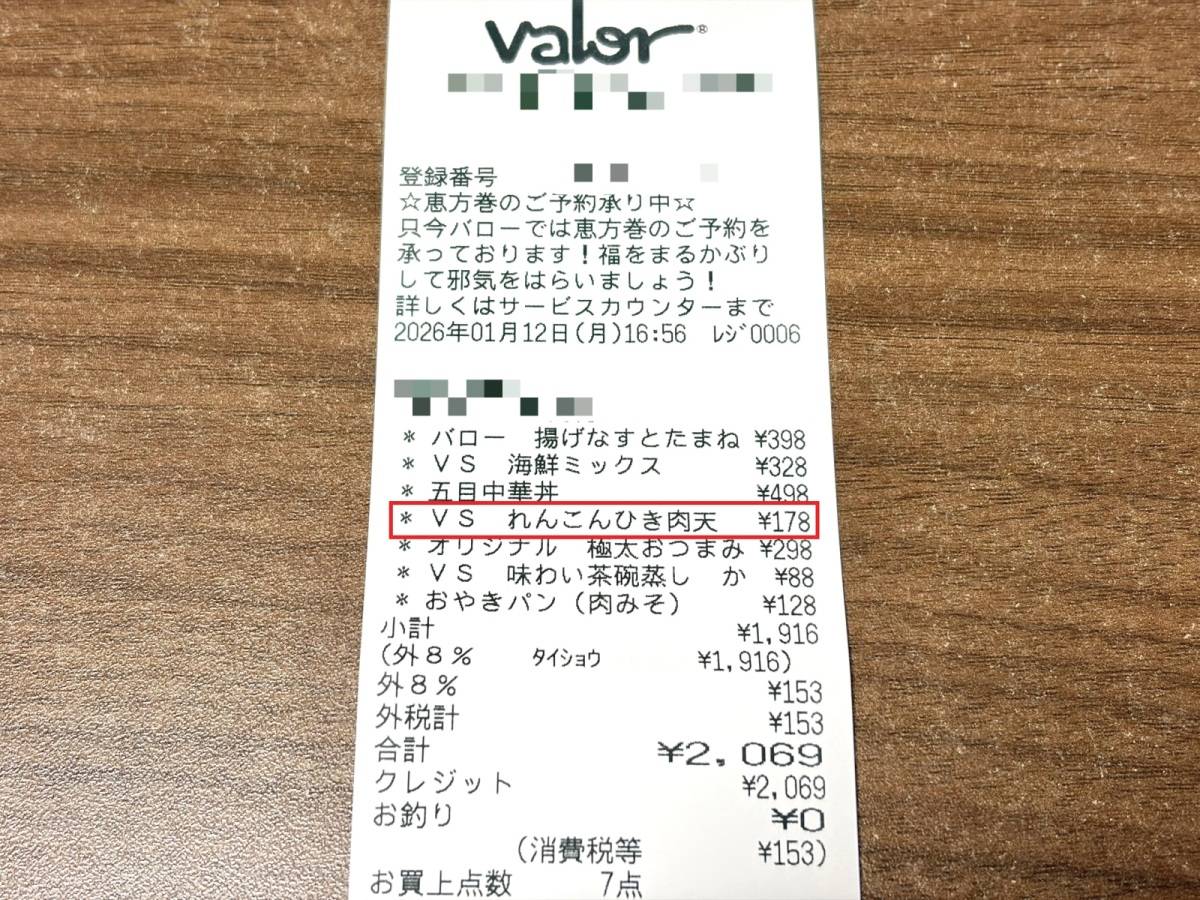 valor®
登録番号
☆恵方巻のご予約承り中☆
只今バローでは恵方巻のご予約を
承っております！福をまるかぶり
して邪気をはらいましょう！
詳しくはサービスカウンターまで
2026年01月12日(月)16:56 ﾚｼﾞ0006
* バロー 揚げなすとたまね ¥398
* ＶＳ 海鮮ミックス ¥328
* 五目中華丼 ¥498
* ＶＳ れんこんひき肉天 ¥178
* オリジナル 極太おつまみ ¥298
* ＶＳ 味わい茶碗蒸し か ¥88
* おやきパン（肉みそ） ¥128
小計 ¥1,916
(外８％ ﾀｲｼｮｳ ¥1,916)
外８％ ¥153
外税計 ¥153
合計 ¥2,069
クレジット ¥2,069
お釣り ¥0
(消費税等 ¥153)
お買上点数 7点